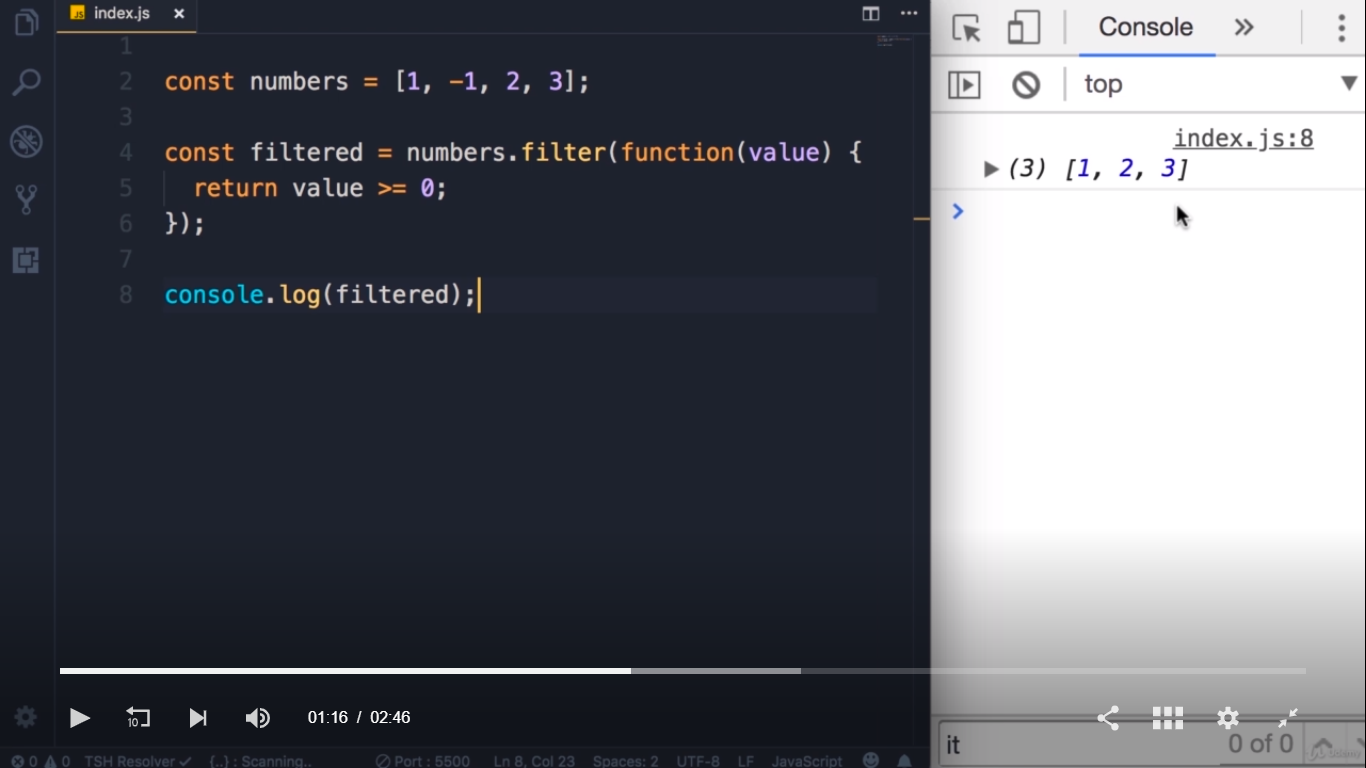 index.js
1
2 const numbers = [1, -1, 2, 3];
3
4 const filtered = numbers.filter(function(value) {
5 return value >= 0;
6 });
7
8 console.log(filtered);
Console
top
index.js:8
(3) [1, 2, 3]
01:16 / 02:46
it
0 of 0
0 0 TSH Resolver {..} : Scanning.. Port : 5500 Ln 8, Col 23 Spaces: 2 UTF-8 LF JavaScript